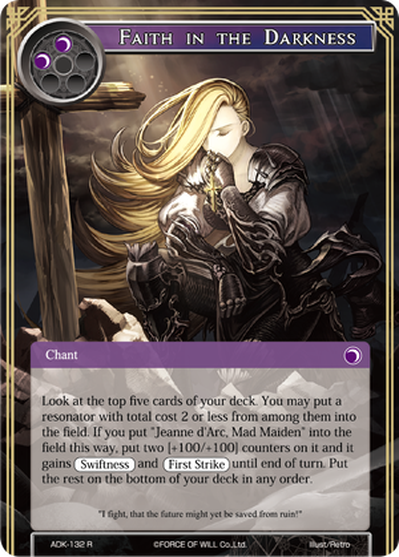 Faith in the Darkness
Chant
Look at the top five cards of your deck. You may put a
resonator with total cost 2 or less from among them into
the field. If you put "Jeanne d'Arc, Mad Maiden" into the
field this way, put two [+100/+100] counters on it and it
gains Swiftness and First Strike until end of turn. Put
the rest on the bottom of your deck in any order.
"I fight, that the future might yet be saved from ruin!"
ADK-132 R ©FORCE OF WILL Co.,Ltd. Illust/Retro